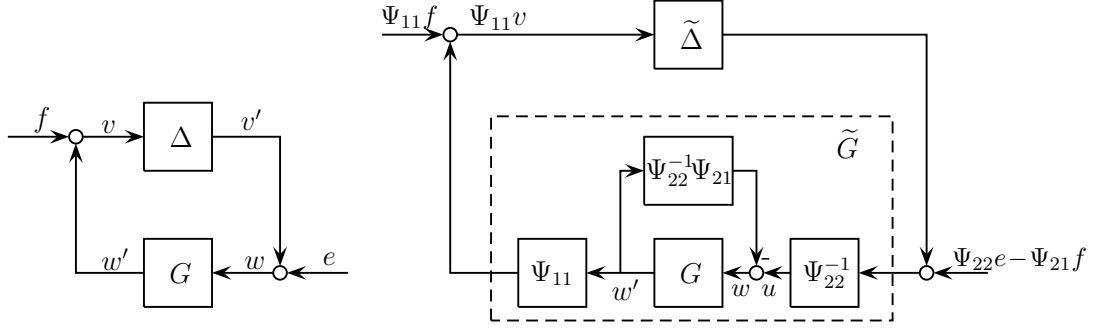 Ψ₁₁f Ψ₁₁v Δ̃
f v Δ v′ G̃
Ψ₂₂⁻¹Ψ₂₁
w′ G w e Ψ₁₁ w′ G w - u Ψ₂₂⁻¹ Ψ₂₂e−Ψ₂₁f